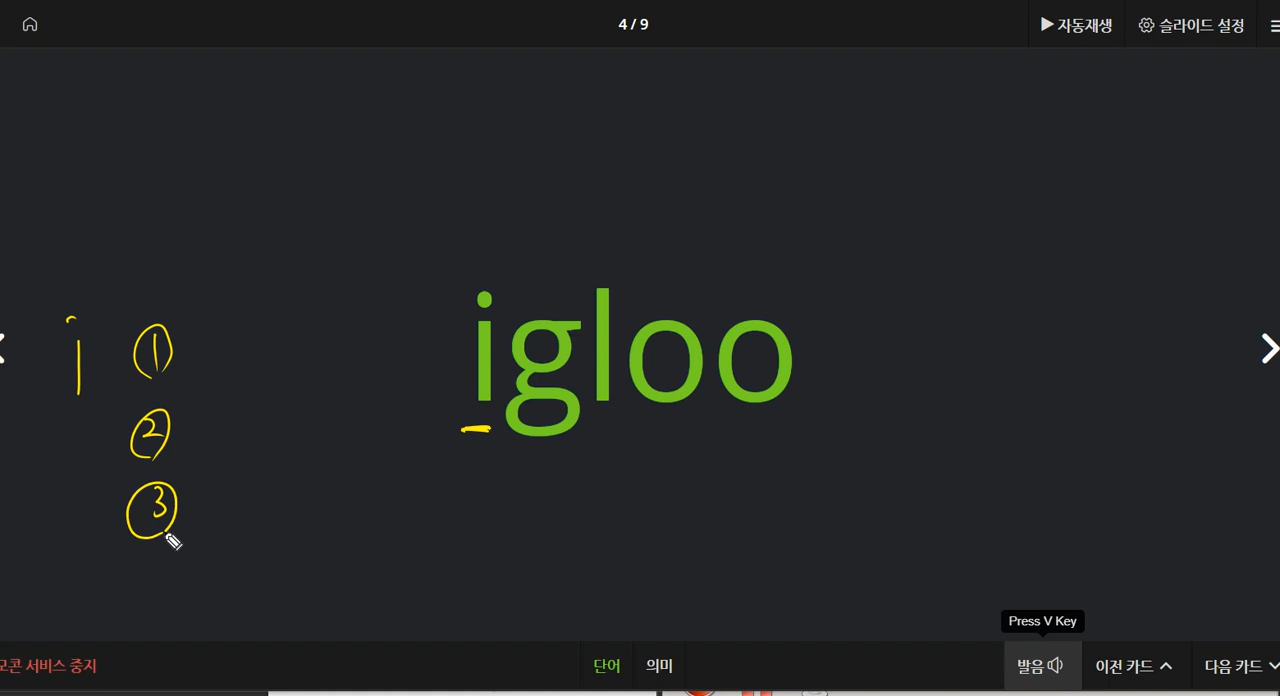 4 / 9
▶ 자동재생
슬라이드 설정
igloo
i ①
②
③
Press V Key
모콘 서비스 중지
단어
의미
발음
이전 카드
다음 카드